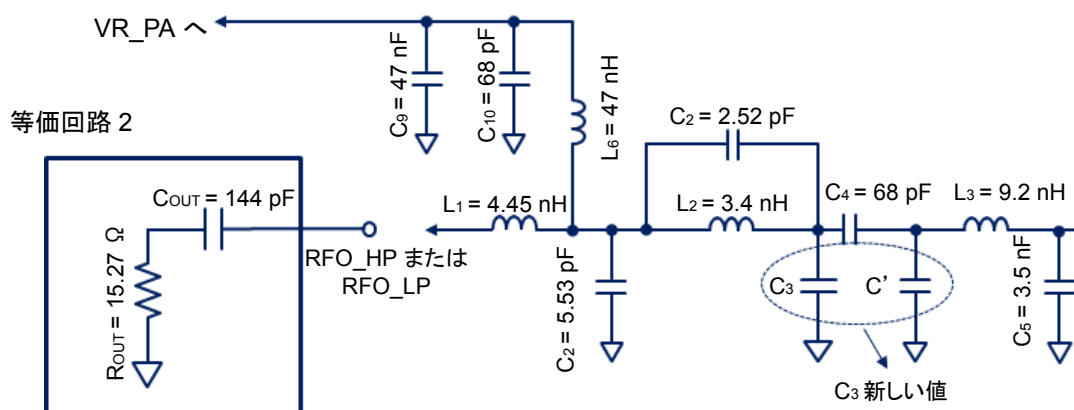 VR_PA へ
C9 = 47 nF
C10 = 68 pF
L6 = 47 nH
等価回路 2
COUT = 144 pF
ROUT = 15.27 Ω
RFO_HP または
RFO_LP
L1 = 4.45 nH
C2 = 5.53 pF
C2 = 2.52 pF
L2 = 3.4 nH
C4 = 68 pF
L3 = 9.2 nH
C3
C'
C5 = 3.5 nF
C3 新しい値